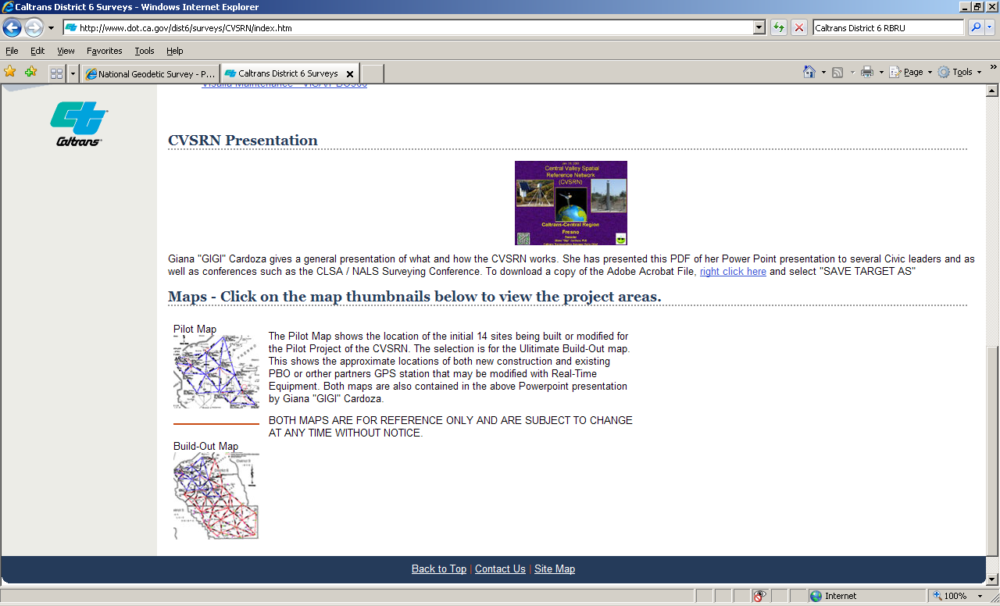 Caltrans District 6 Surveys - Windows Internet Explorer
http://www.dot.ca.gov/dist6/surveys/CVSRN/index.htm
Caltrans District 6 RBRU
File Edit View Favorites Tools Help
National Geodetic Survey - P...
Caltrans District 6 Surveys
Page Tools
Visalia Maintenance - VISA / PBO566
Ct
Caltrans
CVSRN Presentation
Central Valley Spatial
Reference Network
(CVSRN)
Caltrans-Central Region
Fresno
Giana "GIGI" Cardoza gives a general presentation of what and how the CVSRN works. She has presented this PDF of her Power Point presentation to several Civic leaders and as
well as conferences such as the CLSA / NALS Surveying Conference. To download a copy of the Adobe Acrobat File, right click here and select "SAVE TARGET AS"
Maps - Click on the map thumbnails below to view the project areas.
Pilot Map
The Pilot Map shows the location of the initial 14 sites being built or modified for
the Pilot Project of the CVSRN. The selection is for the Ulitimate Build-Out map.
This shows the approximate locations of both new construction and existing
PBO or orther partners GPS station that may be modified with Real-Time
Equipment. Both maps are also contained in the above Powerpoint presentation
by Giana "GIGI" Cardoza.
BOTH MAPS ARE FOR REFERENCE ONLY AND ARE SUBJECT TO CHANGE
AT ANY TIME WITHOUT NOTICE.
Build-Out Map
Back to Top | Contact Us | Site Map
Internet
100%